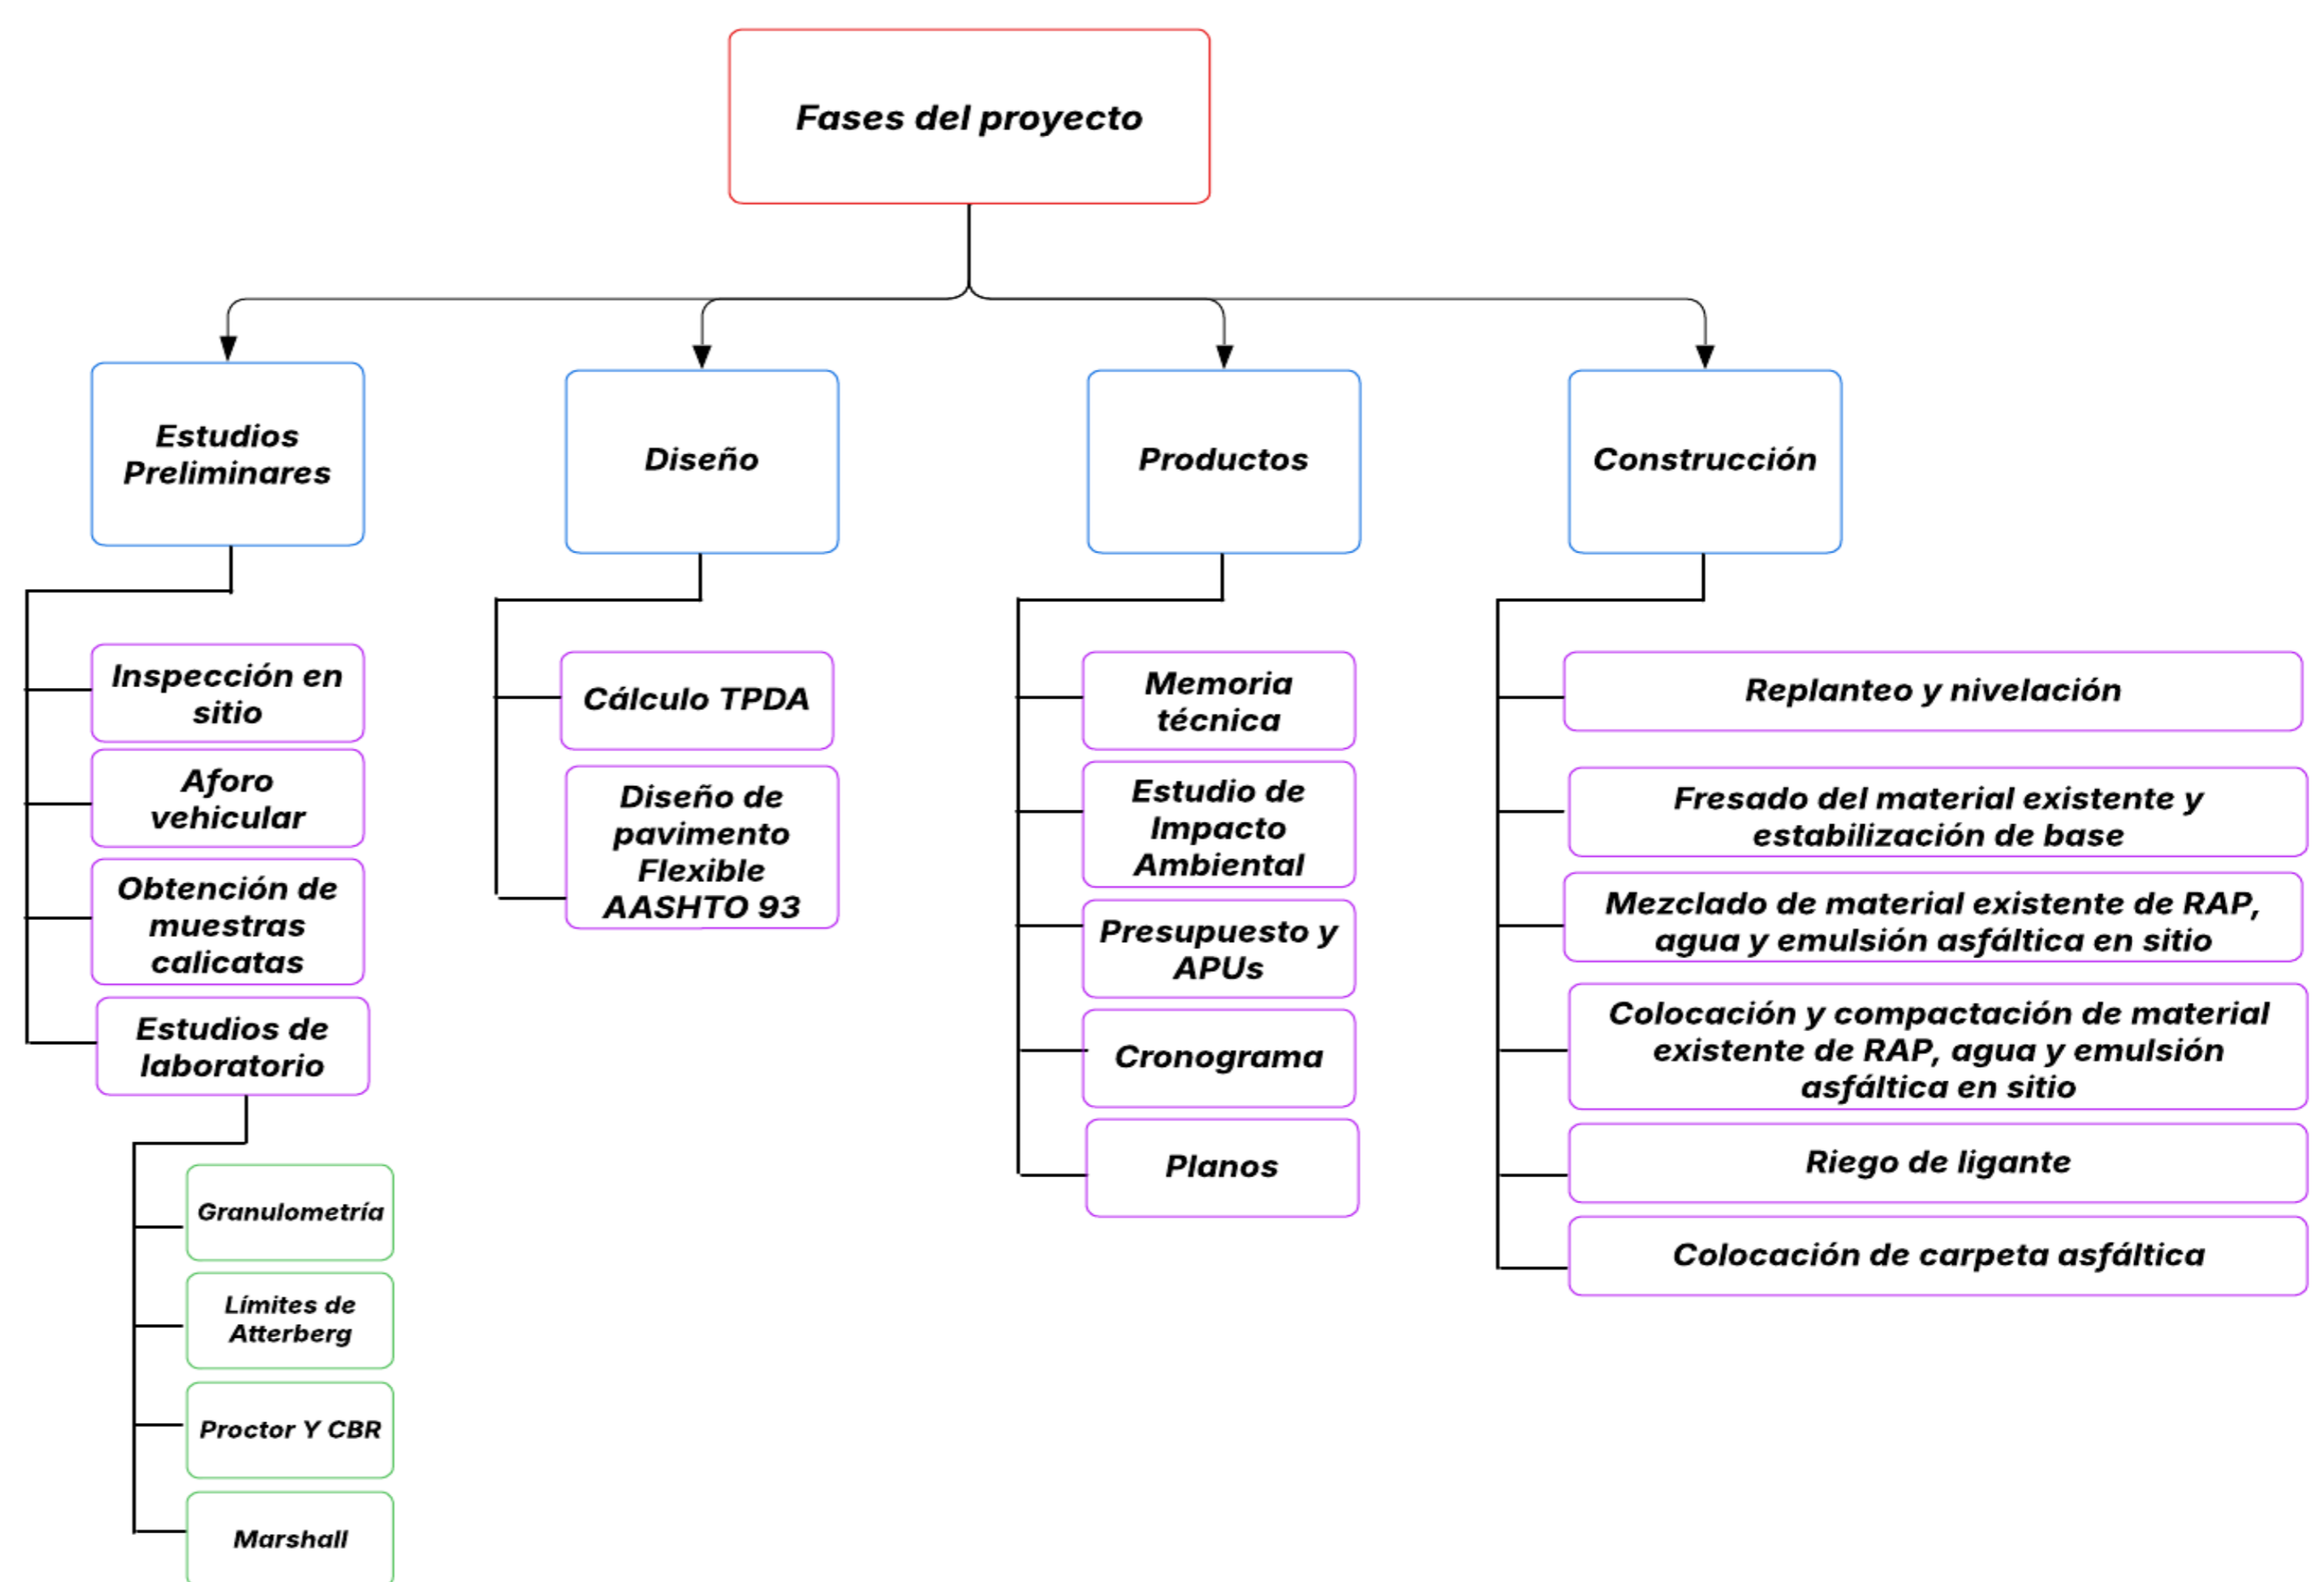 Fases del proyecto
Estudios
Preliminares
Inspección en
sitio
Aforo
vehicular
Obtención de
muestras
calicatas
Estudios de
laboratorio
Granulometría
Límites de
Atterberg
Proctor Y CBR
Marshall
Diseño
Cálculo TPDA
Diseño de
pavimento
Flexible
AASHTO 93
Productos
Memoria
técnica
Estudio de
Impacto
Ambiental
Presupuesto y
APUs
Cronograma
Planos
Construcción
Replanteo y nivelación
Fresado del material existente y
estabilización de base
Mezclado de material existente de RAP,
agua y emulsión asfáltica en sitio
Colocación y compactación de material
existente de RAP, agua y emulsión
asfáltica en sitio
Riego de ligante
Colocación de carpeta asfáltica